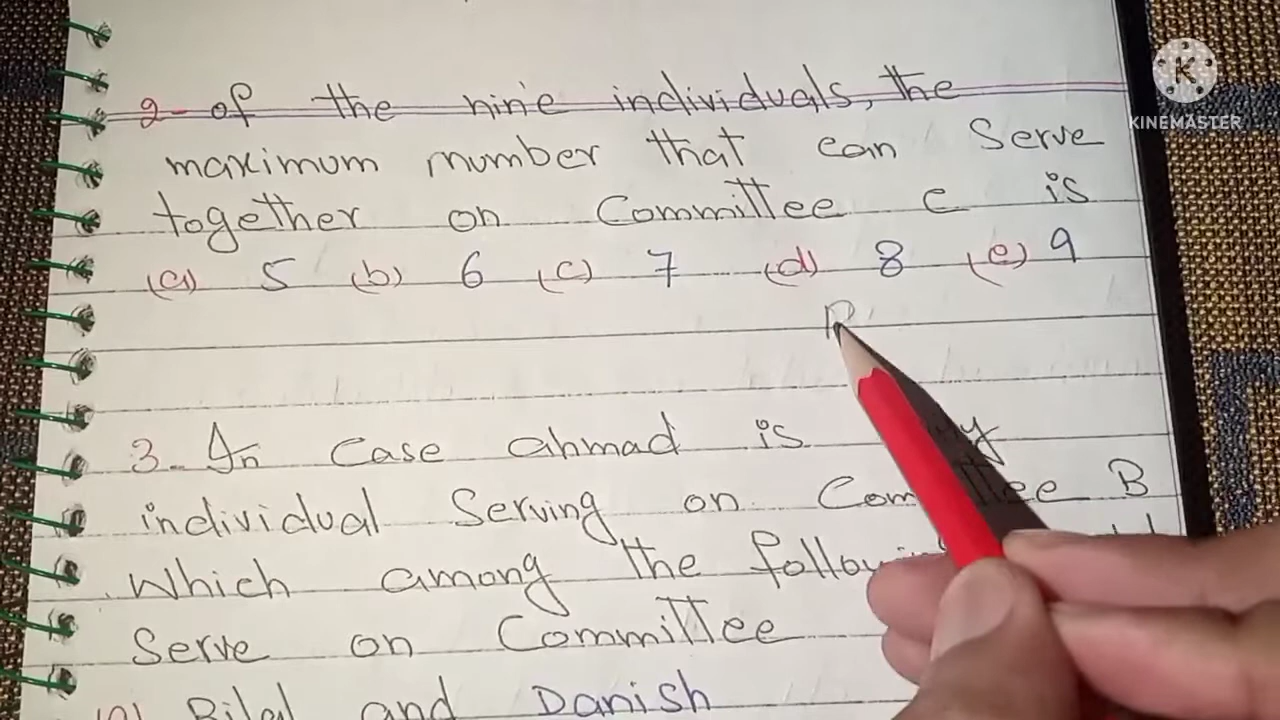 2- of the nine individuals, the
maximum number that can Serve
together on Committee c is
(a) 5 (b) 6 (c) 7 (d) 8 (e) 9
3- In Case ahmad is
individual Serving on Committee B
Which among the
Serve on Committee
(a) Bilal and Danish
K
KINEMASTER